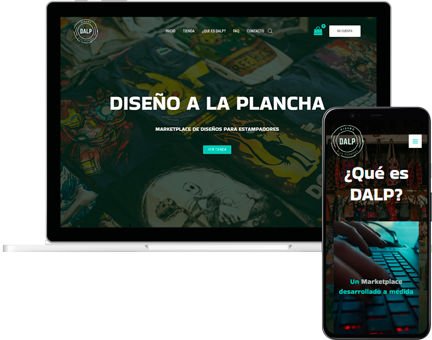 DALP
INICIO TIENDA ¿QUÉ ES DALP? FAQ CONTACTO
MI CUENTA
DISEÑO A LA PLANCHA
MARKETPLACE DE DISEÑOS PARA ESTAMPADORES
VER TIENDA
DALP
¿Qué es
DALP?
Un Marketplace
desarrollado a medida